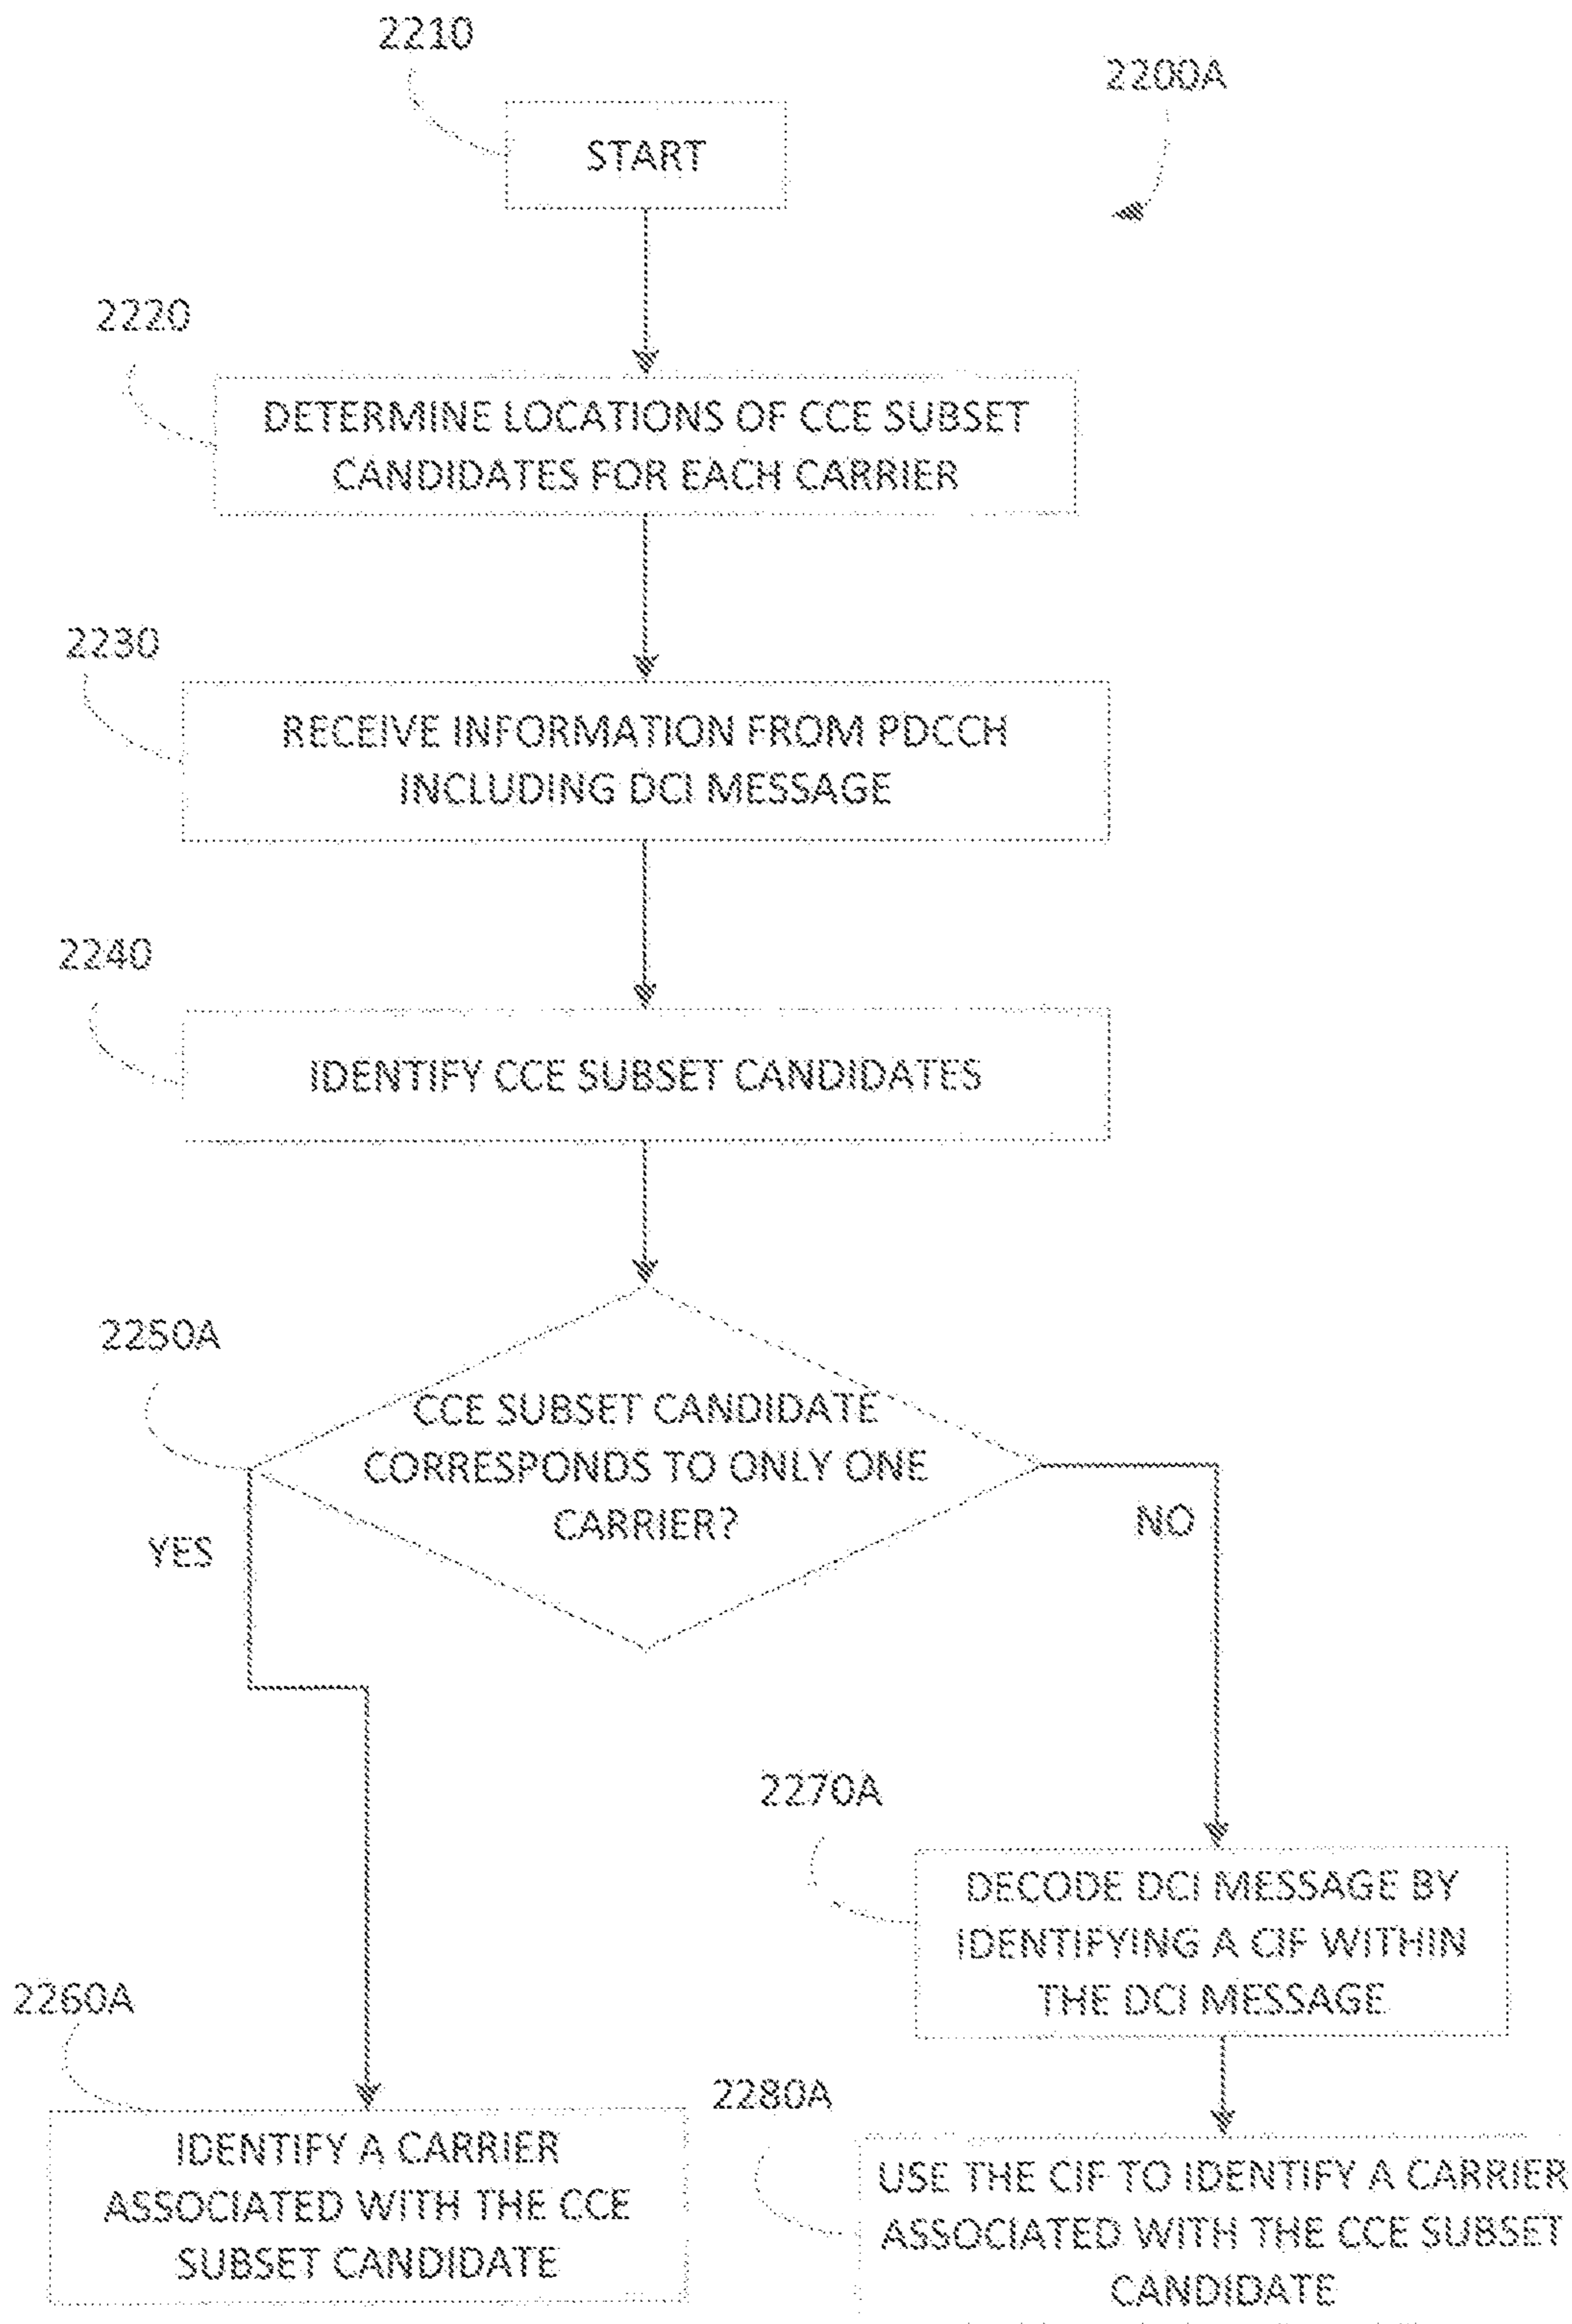 2210
2200A
START
2220
DETERMINE LOCATIONS OF CCE SUBSET
CANDIDATES FOR EACH CARRIER
2230
RECEIVE INFORMATION FROM PDCCH
INCLUDING DCI MESSAGE
2240
IDENTIFY CCE SUBSET CANDIDATES
2250A
CCE SUBSET CANDIDATE
CORRESPONDS TO ONLY ONE
CARRIER?
YES
NO
2270A
DECODE DCI MESSAGE BY
IDENTIFYING A CIF WITHIN
THE DCI MESSAGE
2260A
IDENTIFY A CARRIER
ASSOCIATED WITH THE CCE
SUBSET CANDIDATE
2280A
USE THE CIF TO IDENTIFY A CARRIER
ASSOCIATED WITH THE CCE SUBSET
CANDIDATE